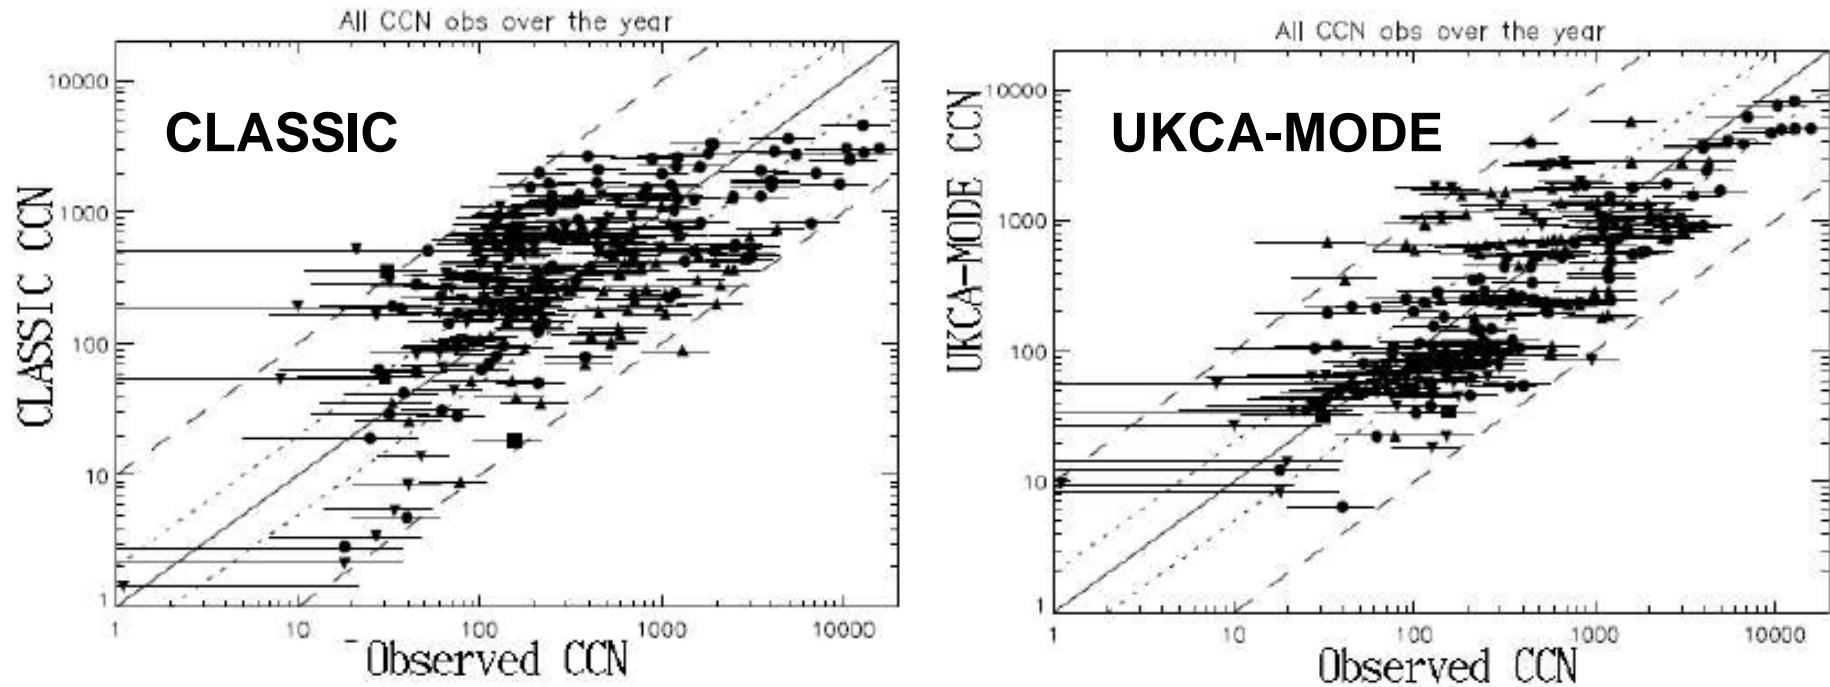 All CCN obs over the year
CLASSIC
CLASSIC CCN
10000
1000
100
10
1
1
10
100
1000
10000
Observed CCN
All CCN obs over the year
UKCA-MODE
UKCA-MODE CCN
10000
1000
100
10
1
1
10
100
1000
10000
Observed CCN